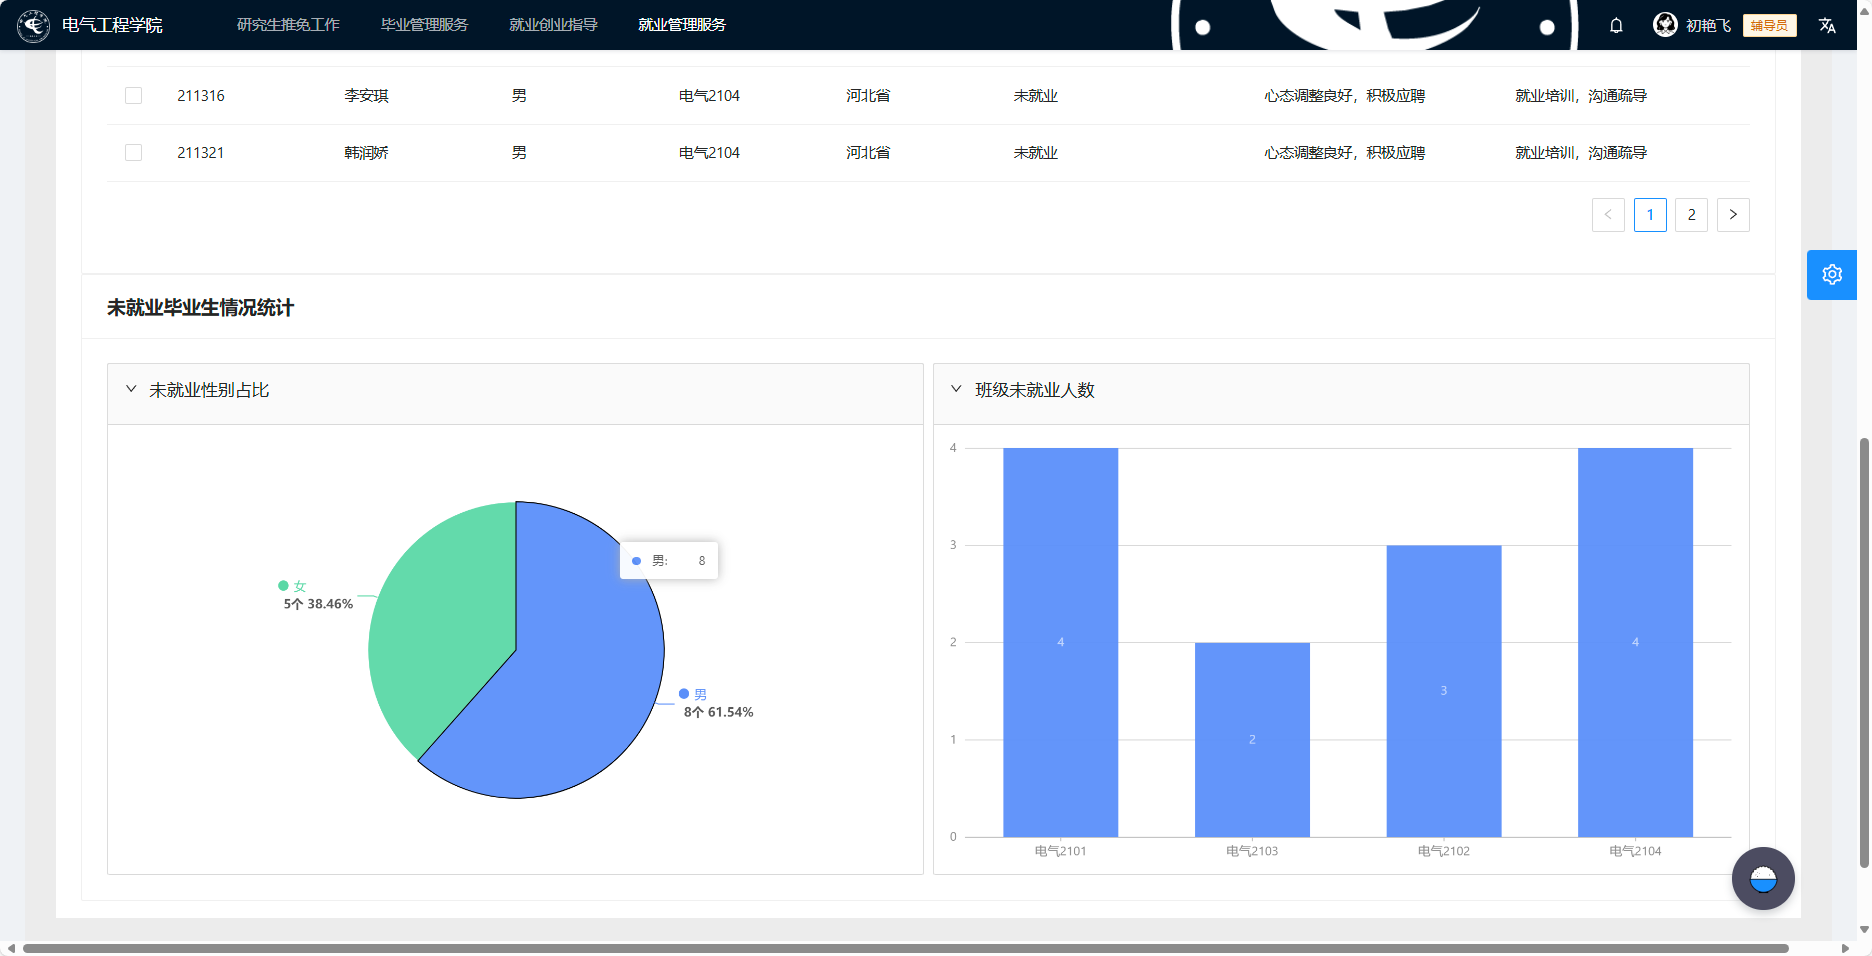 电气工程学院 研究生推免工作 毕业管理服务 就业创业指导 就业管理服务 初艳飞 辅导员
211316 李安琪 男 电气2104 河北省 未就业 心态调整良好，积极应聘 就业培训，沟通疏导
211321 韩润娇 男 电气2104 河北省 未就业 心态调整良好，积极应聘 就业培训，沟通疏导
< 1 2 >
未就业毕业生情况统计
未就业性别占比
女
5个 38.46%
男: 8
男
8个 61.54%
班级未就业人数
4
3
2
1
0
4 2 3 4
电气2101 电气2103 电气2102 电气2104